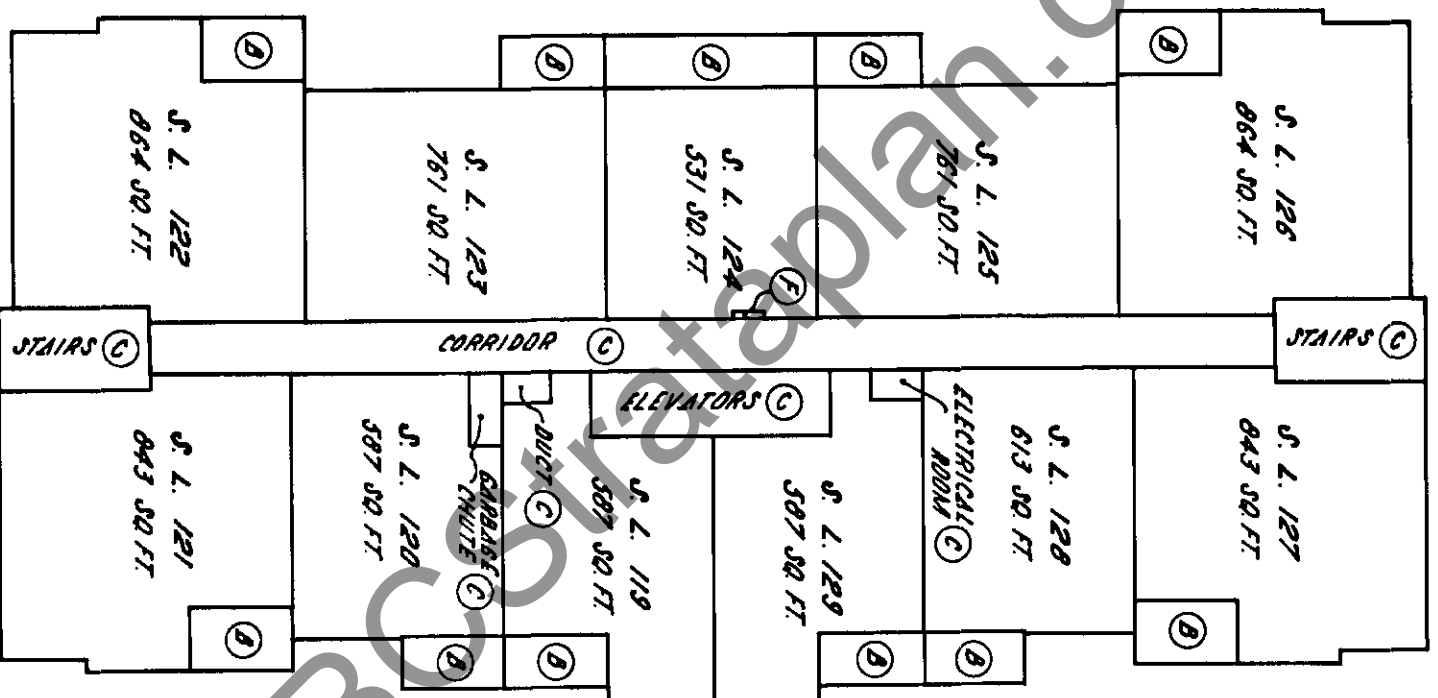 B
B
B
B
B
S. L. 122
864 SQ. FT.
S. L. 123
761 SQ FT.
S. L. 124
531 SQ. FT.
S. L. 125
761 SQ. FT.
S. L. 126
864 SQ. FT.
F
STAIRS C
CORRIDOR C
STAIRS C
ELEVATORS C
S. L. 121
843 SQ FT.
S. L. 120
587 SQ. FT.
GARBAGE
CHUTE C
DUCT C
S. L. 119
587 SQ. FT.
S. L. 129
587 SQ. FT.
ELECTRICAL
ROOM C
S. L. 128
613 SQ FT.
S. L. 127
843 SQ. FT.
B
B
B
B
B
B
BCStrataplan.c